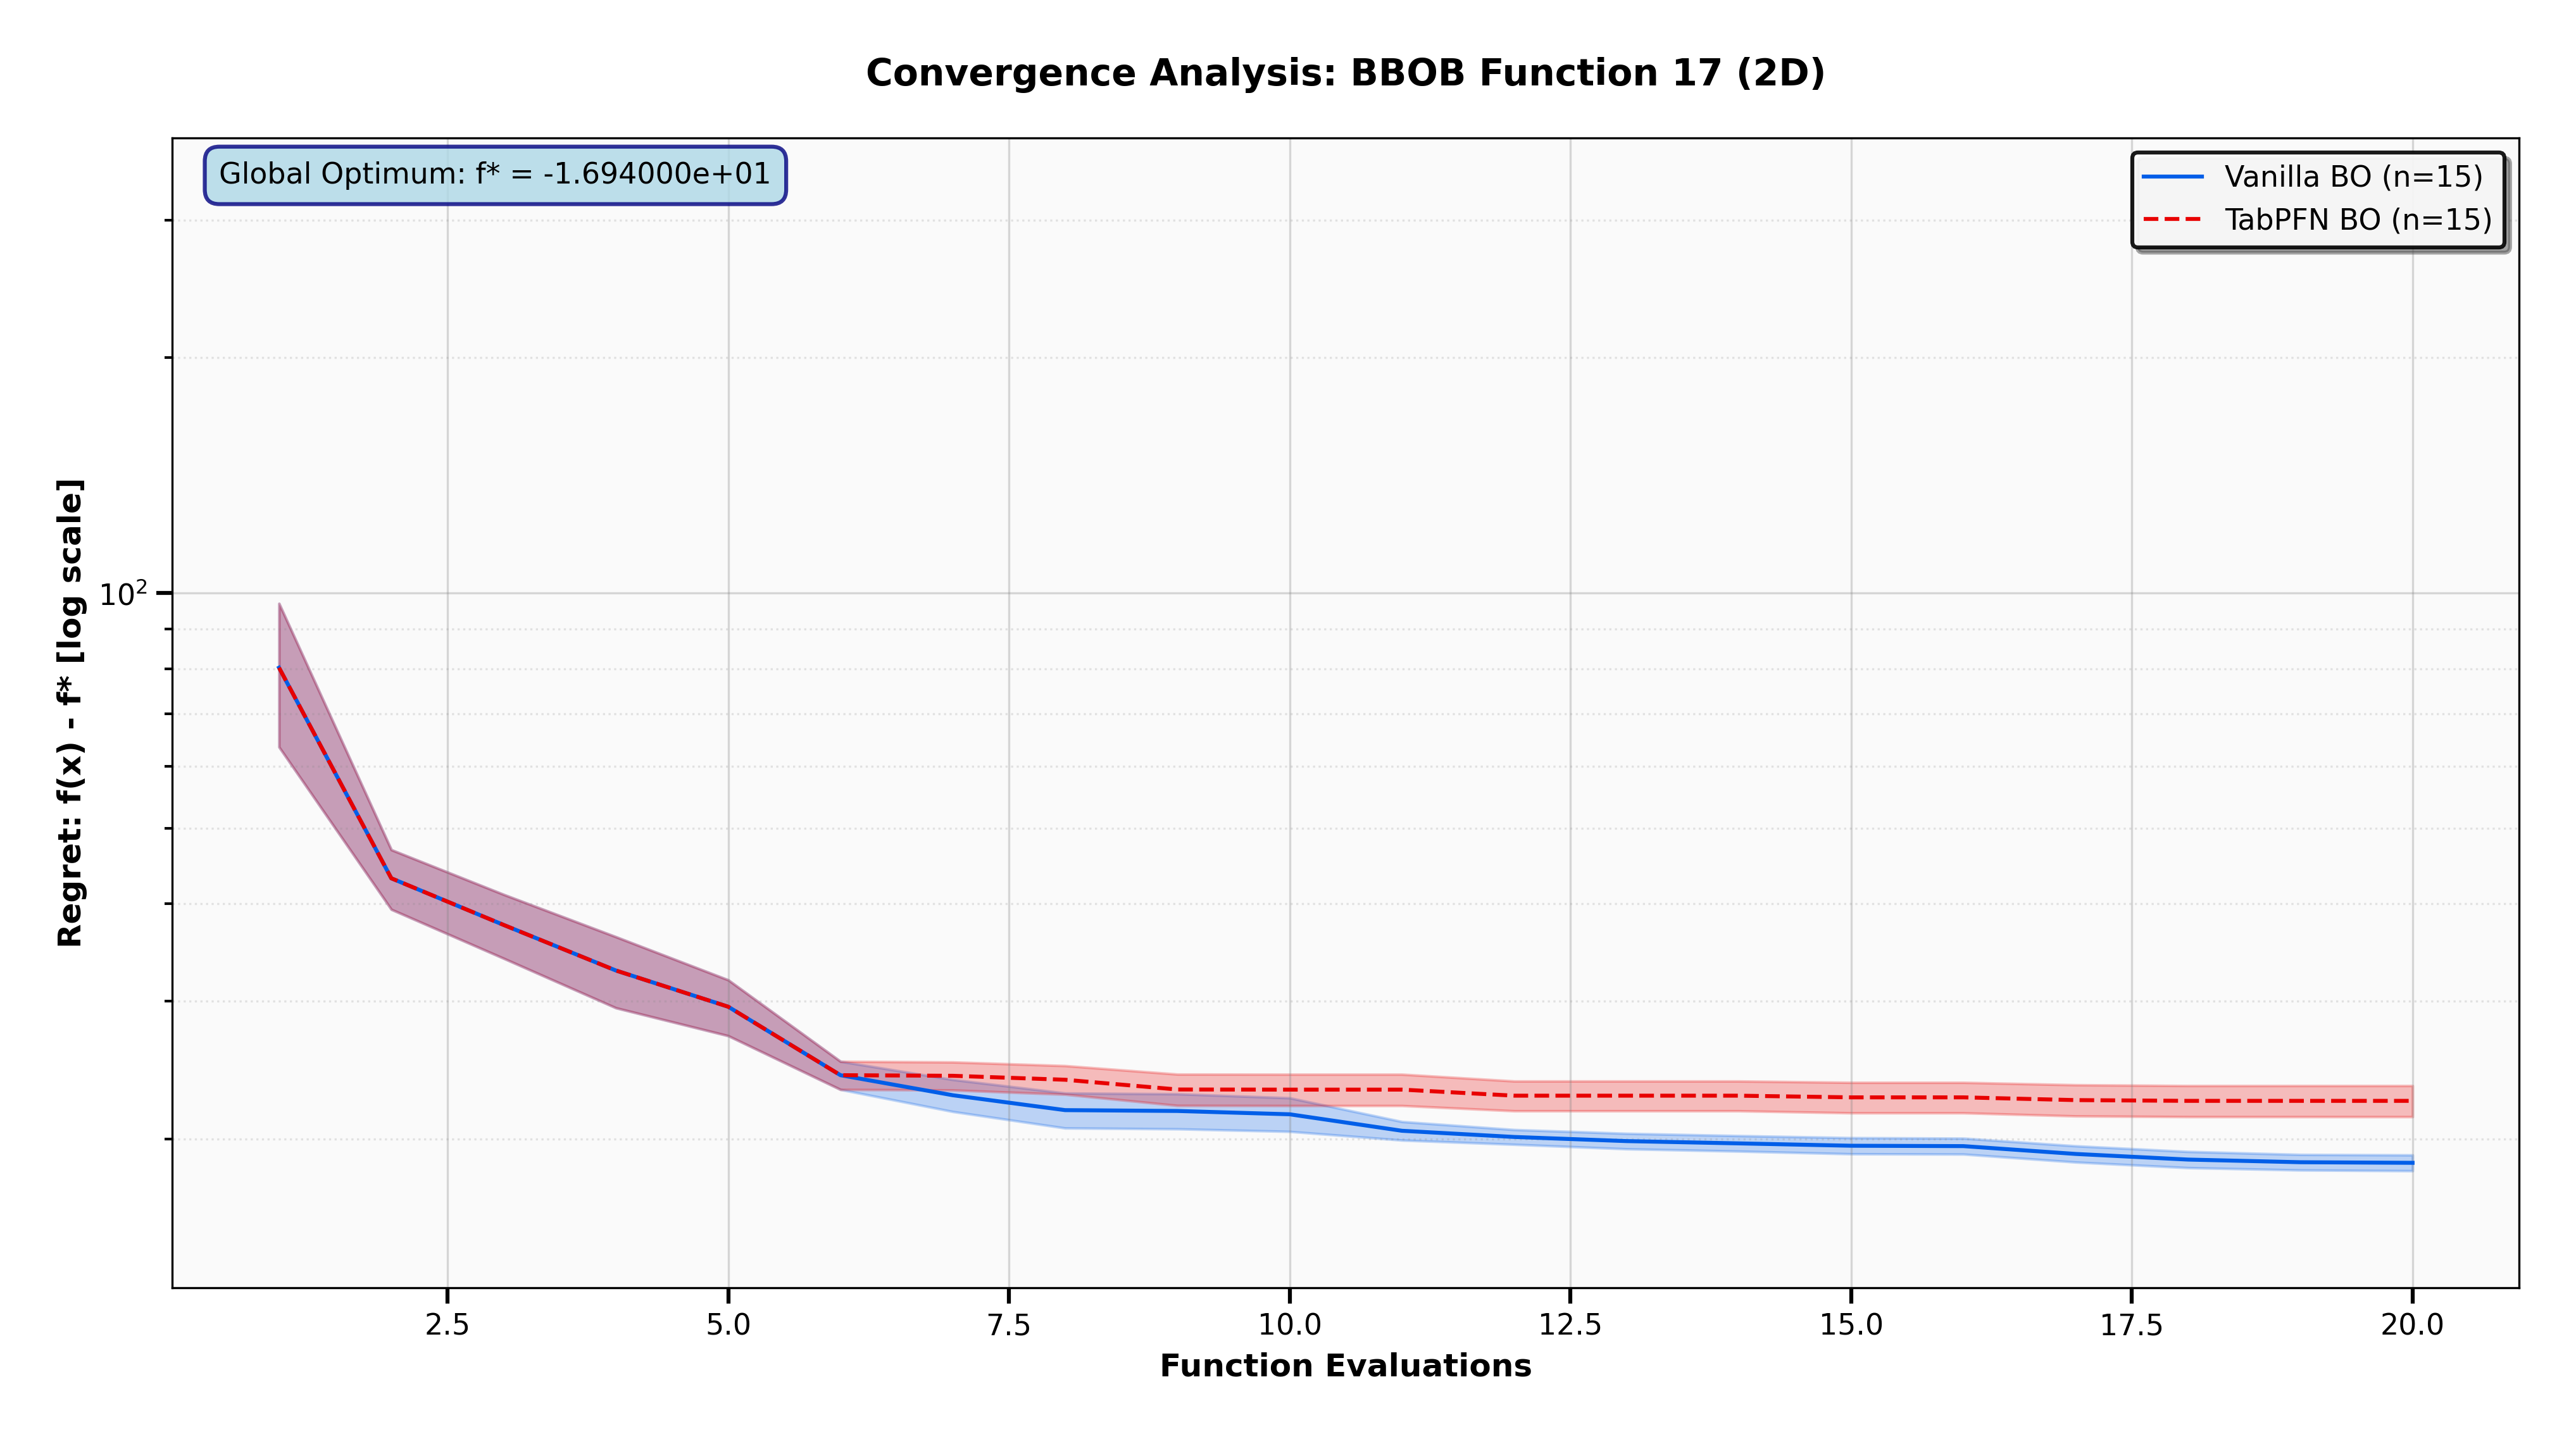 Convergence Analysis: BBOB Function 17 (2D)
Global Optimum: f* = -1.694000e+01
Vanilla BO (n=15)
TabPFN BO (n=15)
Regret: f(x) - f* [log scale]
10²
2.5 5.0 7.5 10.0 12.5 15.0 17.5 20.0
Function Evaluations